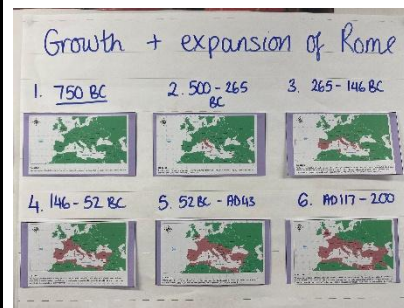 Growth + expansion of Rome
1. 750 BC
2. 500 - 265
BC
3. 265 - 146 BC
4. 146 - 52 BC
5. 52 BC - AD43
6. AD117 - 200